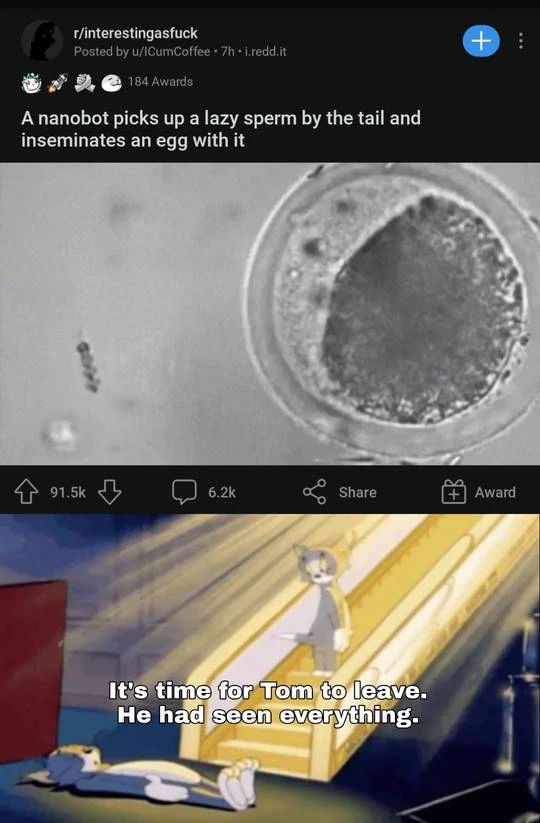 r/interestingasfuck
Posted by u/ICumCoffee • 7h • i.redd.it
184 Awards
A nanobot picks up a lazy sperm by the tail and
inseminates an egg with it
91.5k
6.2k
Share
Award
It's time for Tom to leave.
He had seen everything.